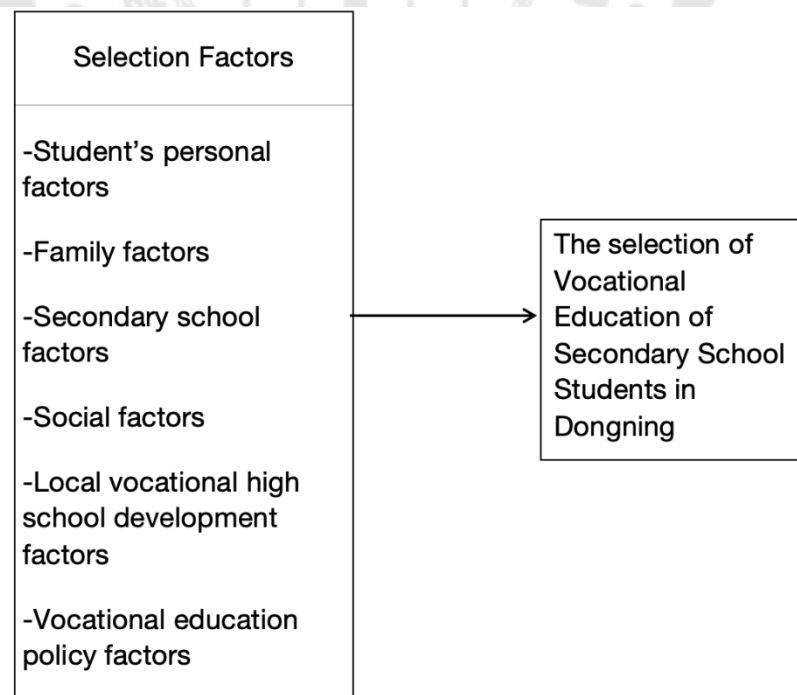 Selection Factors
-Student's personal
factors
-Family factors
-Secondary school
factors
-Social factors
-Local vocational high
school development
factors
-Vocational education
policy factors
The selection of
Vocational
Education of
Secondary School
Students in
Dongning